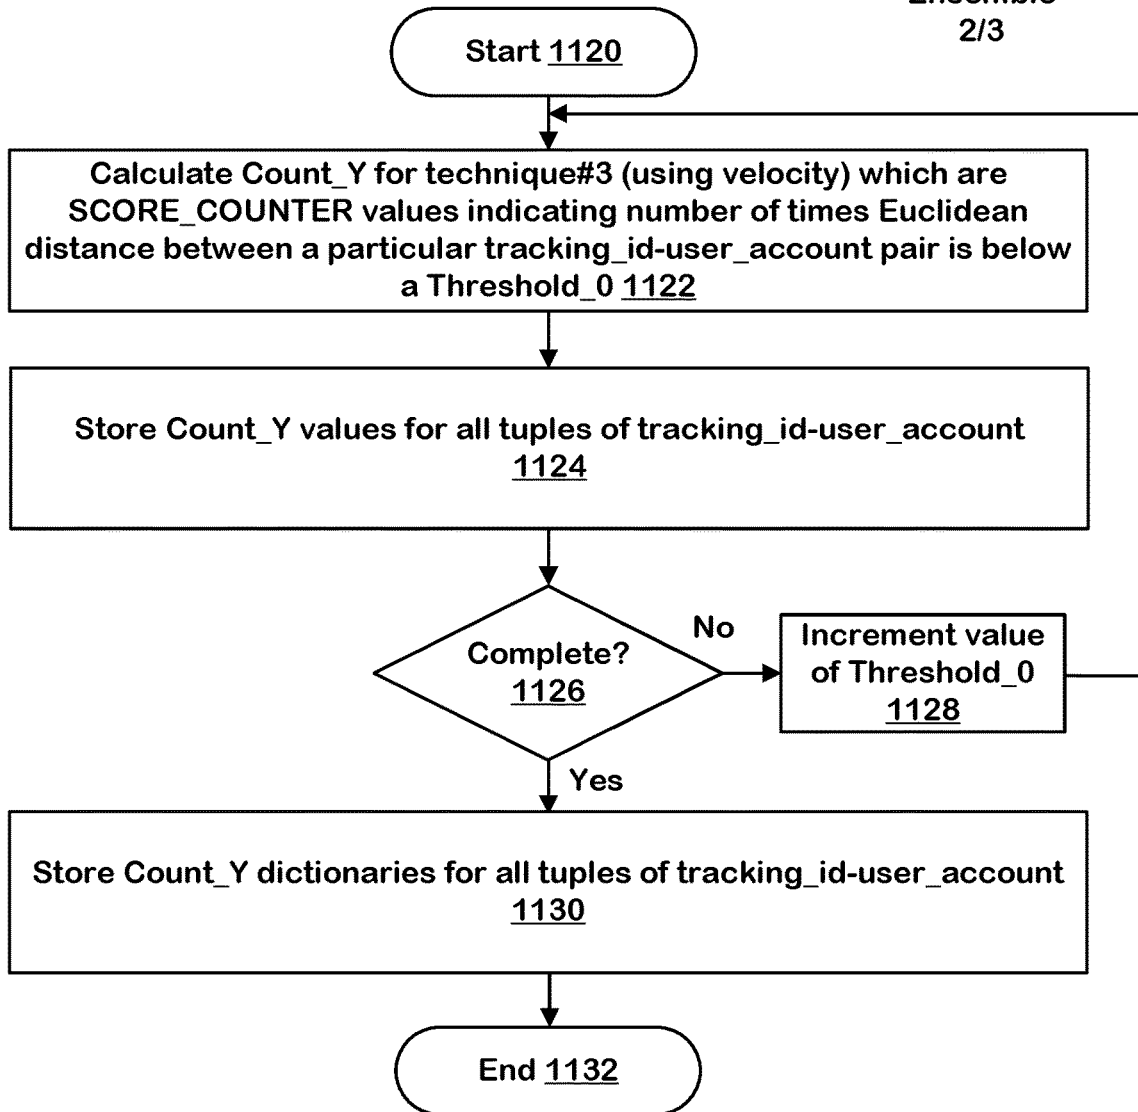 2/3
Start 1120
Calculate Count_Y for technique#3 (using velocity) which are
SCORE_COUNTER values indicating number of times Euclidean
distance between a particular tracking_id-user_account pair is below
a Threshold_0 1122
Store Count_Y values for all tuples of tracking_id-user_account
1124
Complete?
1126
No
Increment value
of Threshold_0
1128
Yes
Store Count_Y dictionaries for all tuples of tracking_id-user_account
1130
End 1132